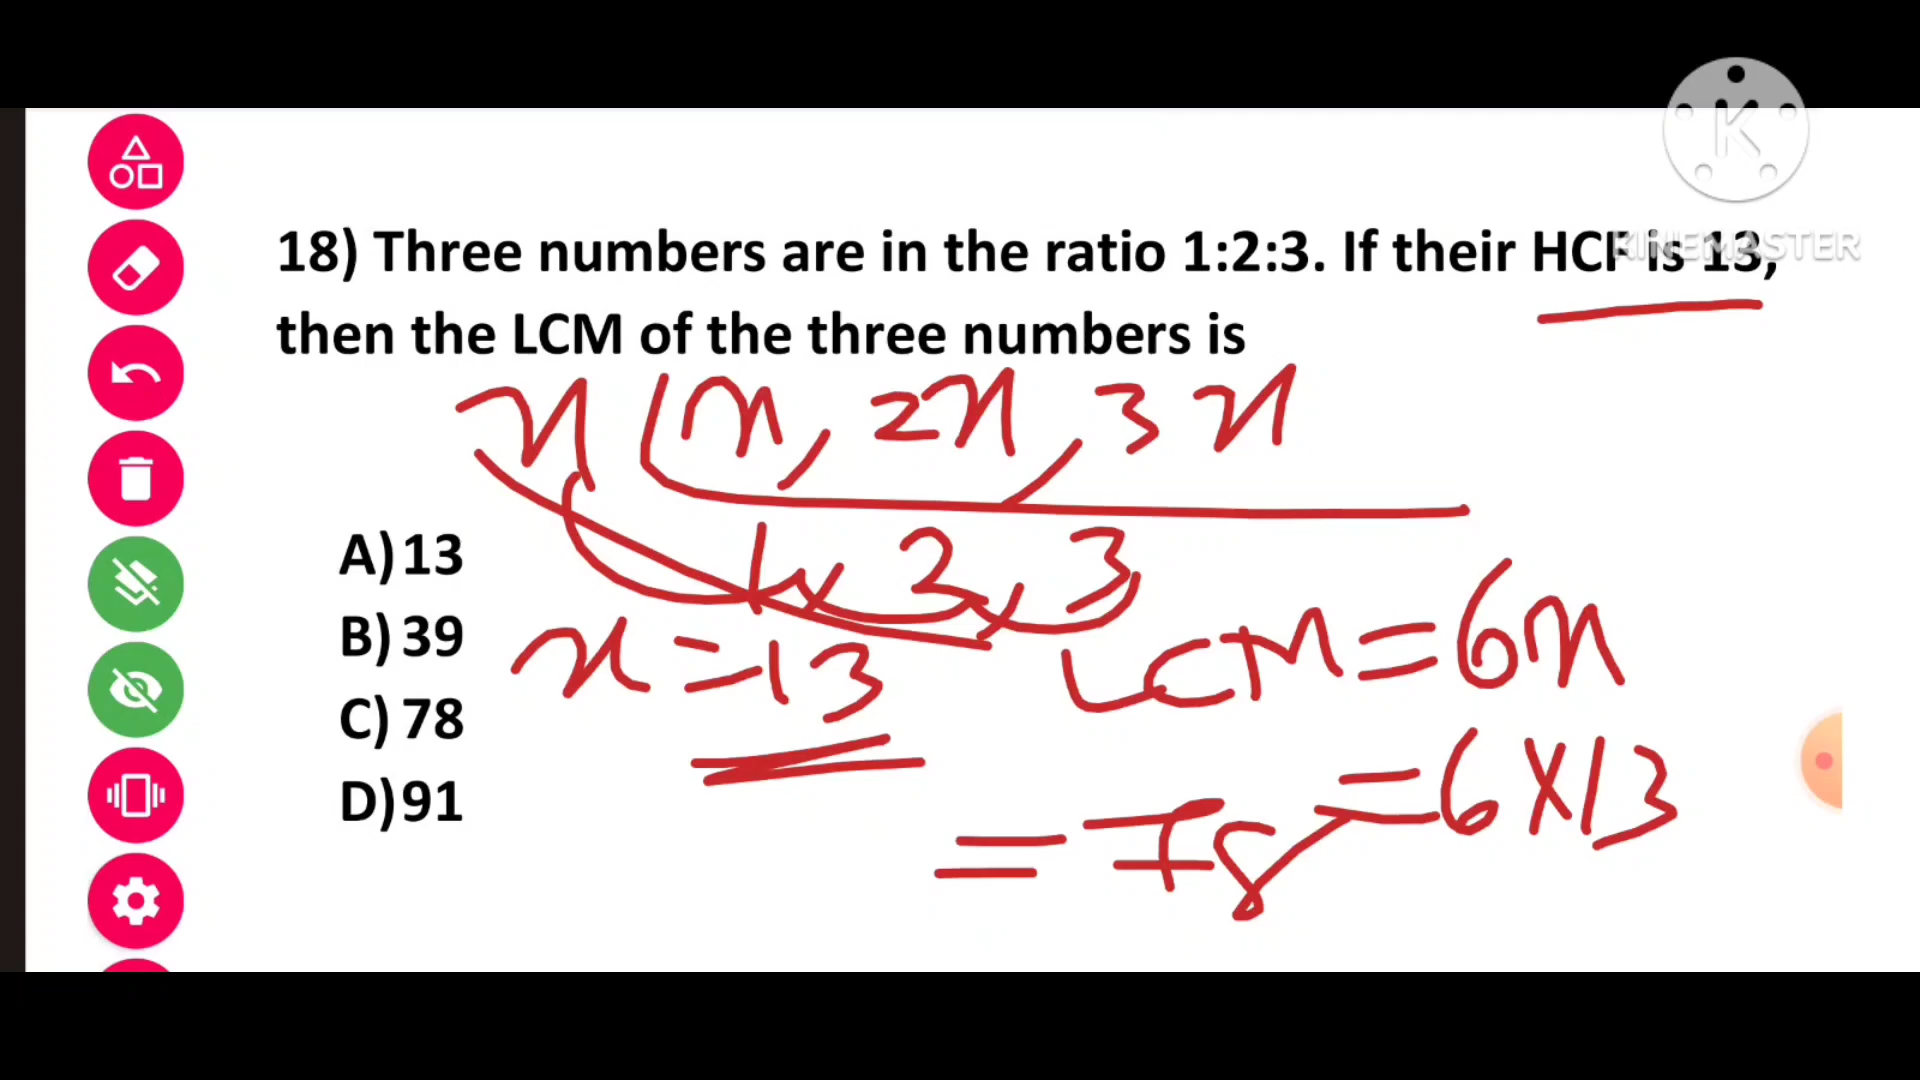 KINEMASTER
18) Three numbers are in the ratio 1:2:3. If their HCF is 13,
then the LCM of the three numbers is
x x, 2x, 3x
1, 2, 3
A) 13
B) 39
C) 78
D) 91
x = 13
LCM = 6x
= 6 X 13
= 78